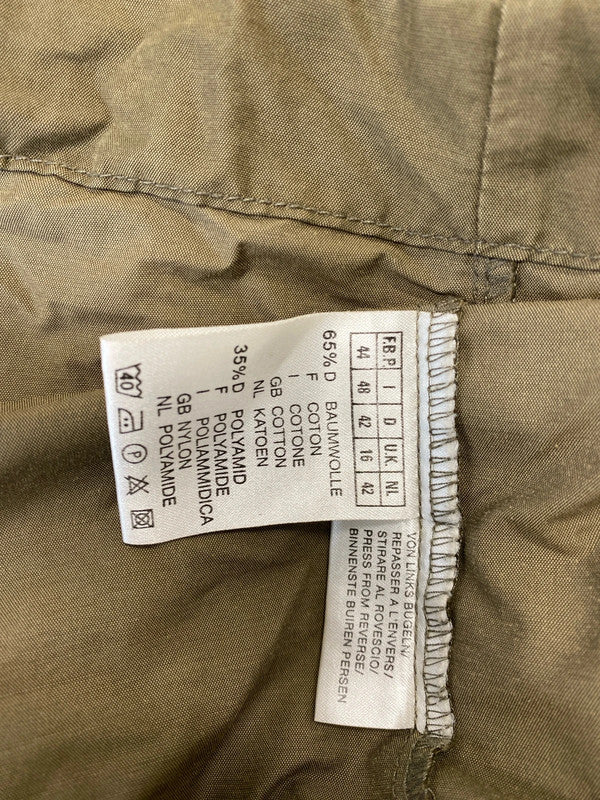 F.B.P. I D U.K. NL
44 48 42 16 42
65% D BAUMWOLLE
F COTON
I COTONE
GB COTTON
NL KATOEN
35% D POLYAMID
F POLYAMIDE
I POLIAMMIDICA
GB NYLON
NL POLYAMIDE
40 P
VON LINKS BÜGELN/
REPASSER A L'ENVERS/
STIRARE AL ROVESCIO/
PRESS FROM REVERSE/
BINNENSTE BUIREN PERSEN